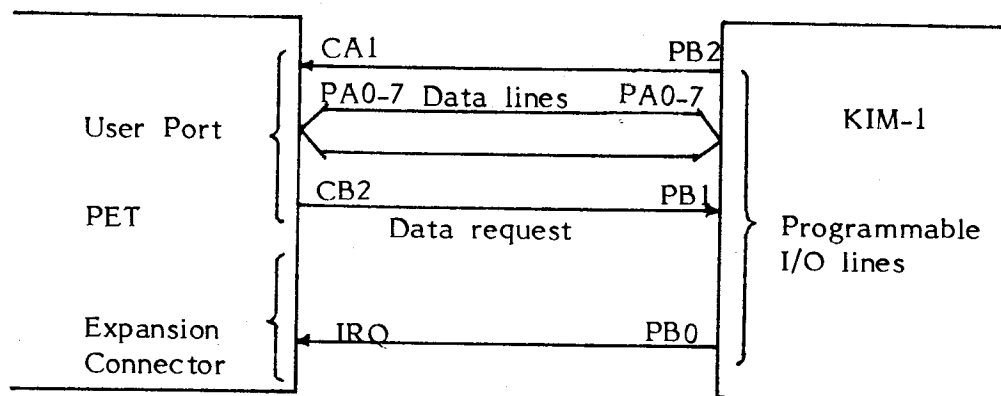 CA1 PB2
PA0-7 Data lines PA0-7
User Port KIM-1
CB2 PB1
PET Data request Programmable
I/O lines
Expansion IRQ PB0
Connector